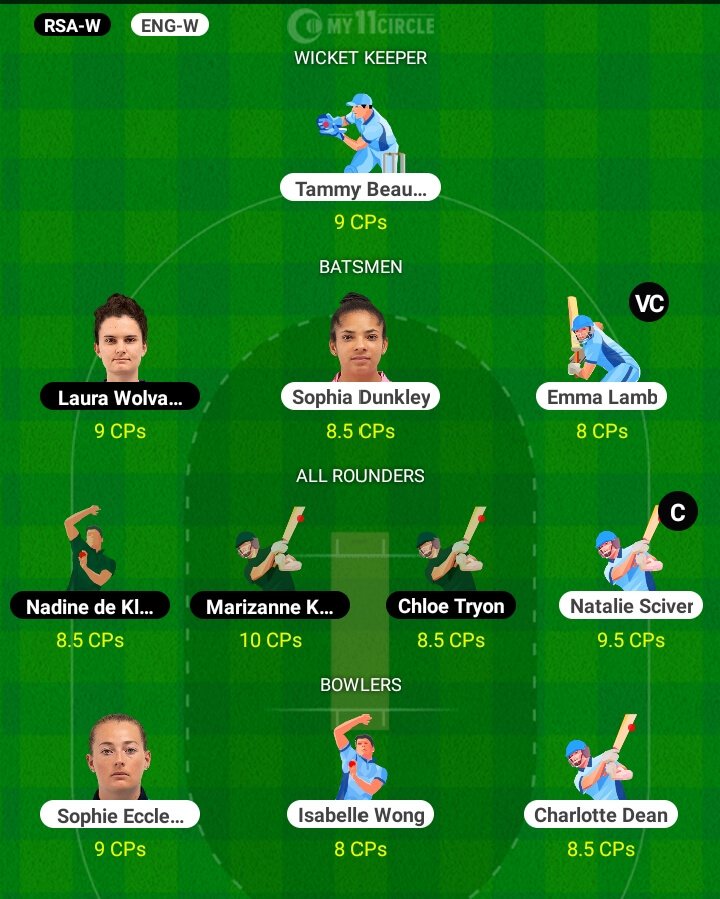 RSA-W ENG-W MY11CIRCLE
WICKET KEEPER
Tammy Beau...
9 CPs
BATSMEN
VC
Laura Wolva... Sophia Dunkley Emma Lamb
9 CPs 8.5 CPs 8 CPs
ALL ROUNDERS
C
Nadine de Kl... Marizanne K... Chloe Tryon Natalie Sciver
8.5 CPs 10 CPs 8.5 CPs 9.5 CPs
BOWLERS
Sophie Eccle... Isabelle Wong Charlotte Dean
9 CPs 8 CPs 8.5 CPs